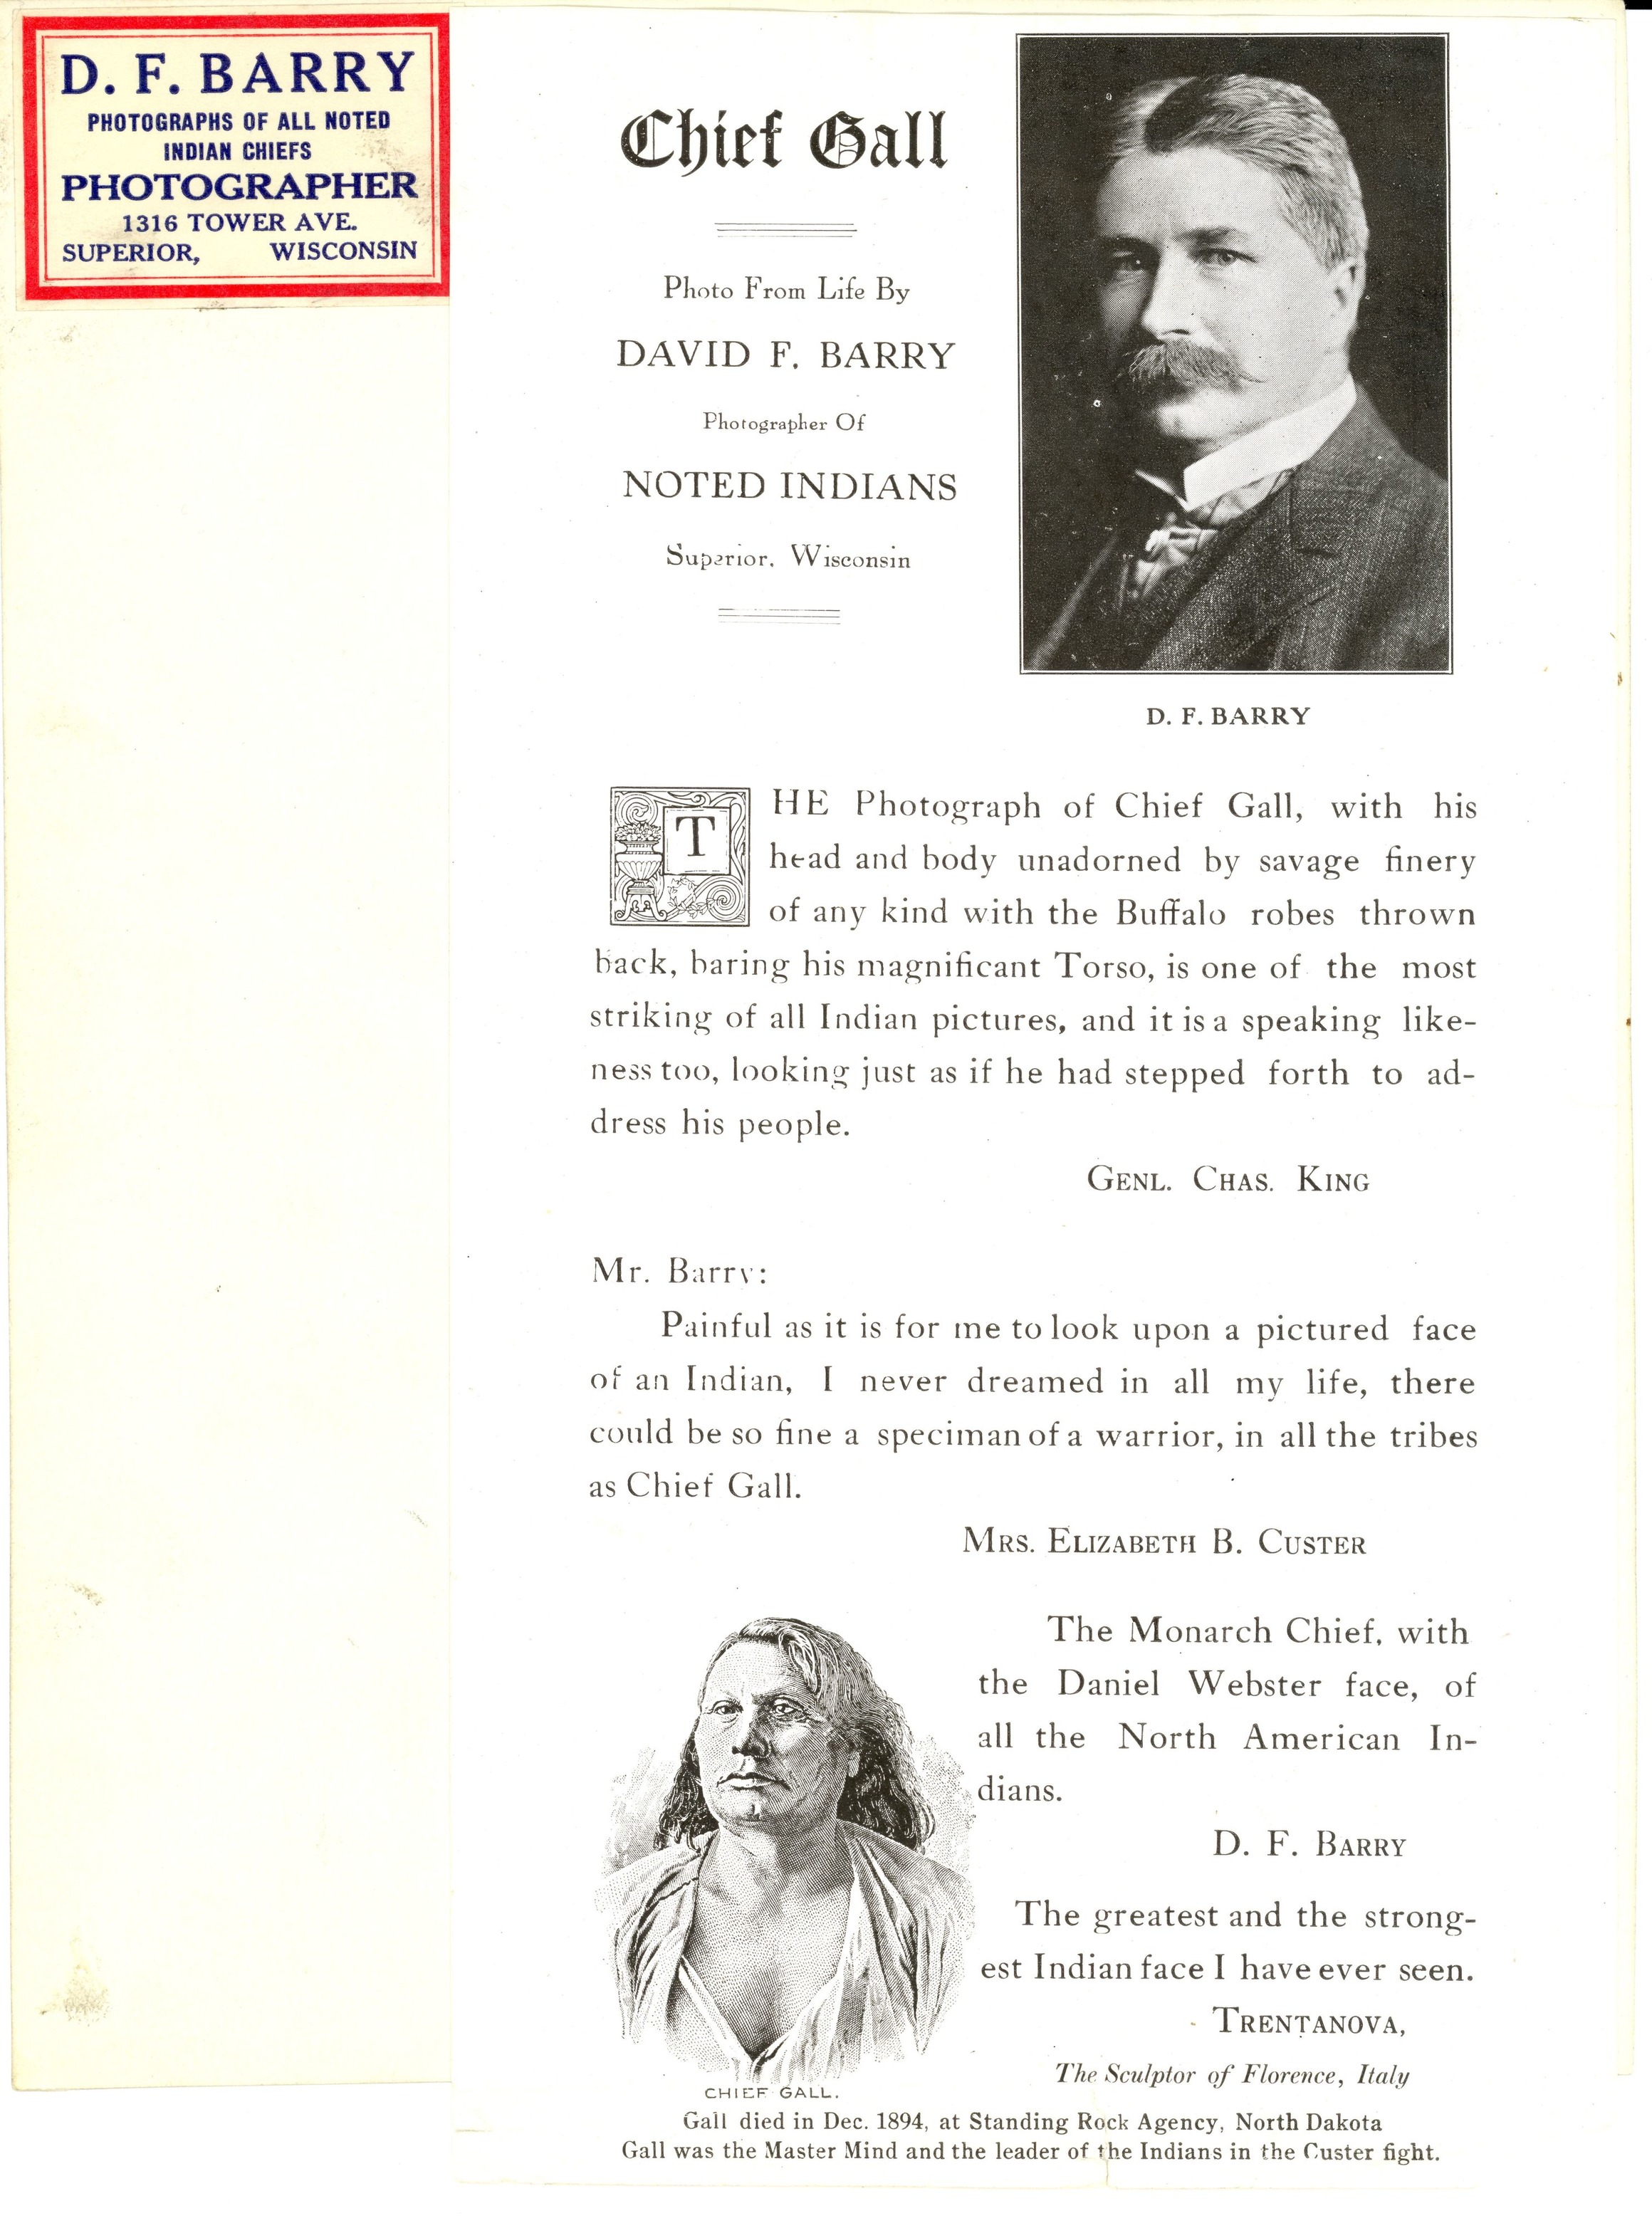 D. F. BARRY
PHOTOGRAPHS OF ALL NOTED
INDIAN CHIEFS
PHOTOGRAPHER
1316 TOWER AVE.
SUPERIOR, WISCONSIN
Chief Gall
Photo From Life By
DAVID F. BARRY
Photographer Of
NOTED INDIANS
Superior, Wisconsin
D. F. BARRY
THE Photograph of Chief Gall, with his
head and body unadorned by savage finery
of any kind with the Buffalo robes thrown
back, baring his magnificant Torso, is one of the most
striking of all Indian pictures, and it is a speaking like-
ness too, looking just as if he had stepped forth to ad-
dress his people.
GENL. CHAS. KING
Mr. Barry:
Painful as it is for me to look upon a pictured face
of an Indian, I never dreamed in all my life, there
could be so fine a speciman of a warrior, in all the tribes
as Chief Gall.
MRS. ELIZABETH B. CUSTER
The Monarch Chief, with
the Daniel Webster face, of
all the North American In-
dians.
D. F. BARRY
The greatest and the strong-
est Indian face I have ever seen.
TRENTANOVA,
The Sculptor of Florence, Italy
CHIEF GALL.
Gall died in Dec. 1894, at Standing Rock Agency, North Dakota
Gall was the Master Mind and the leader of the Indians in the Custer fight.